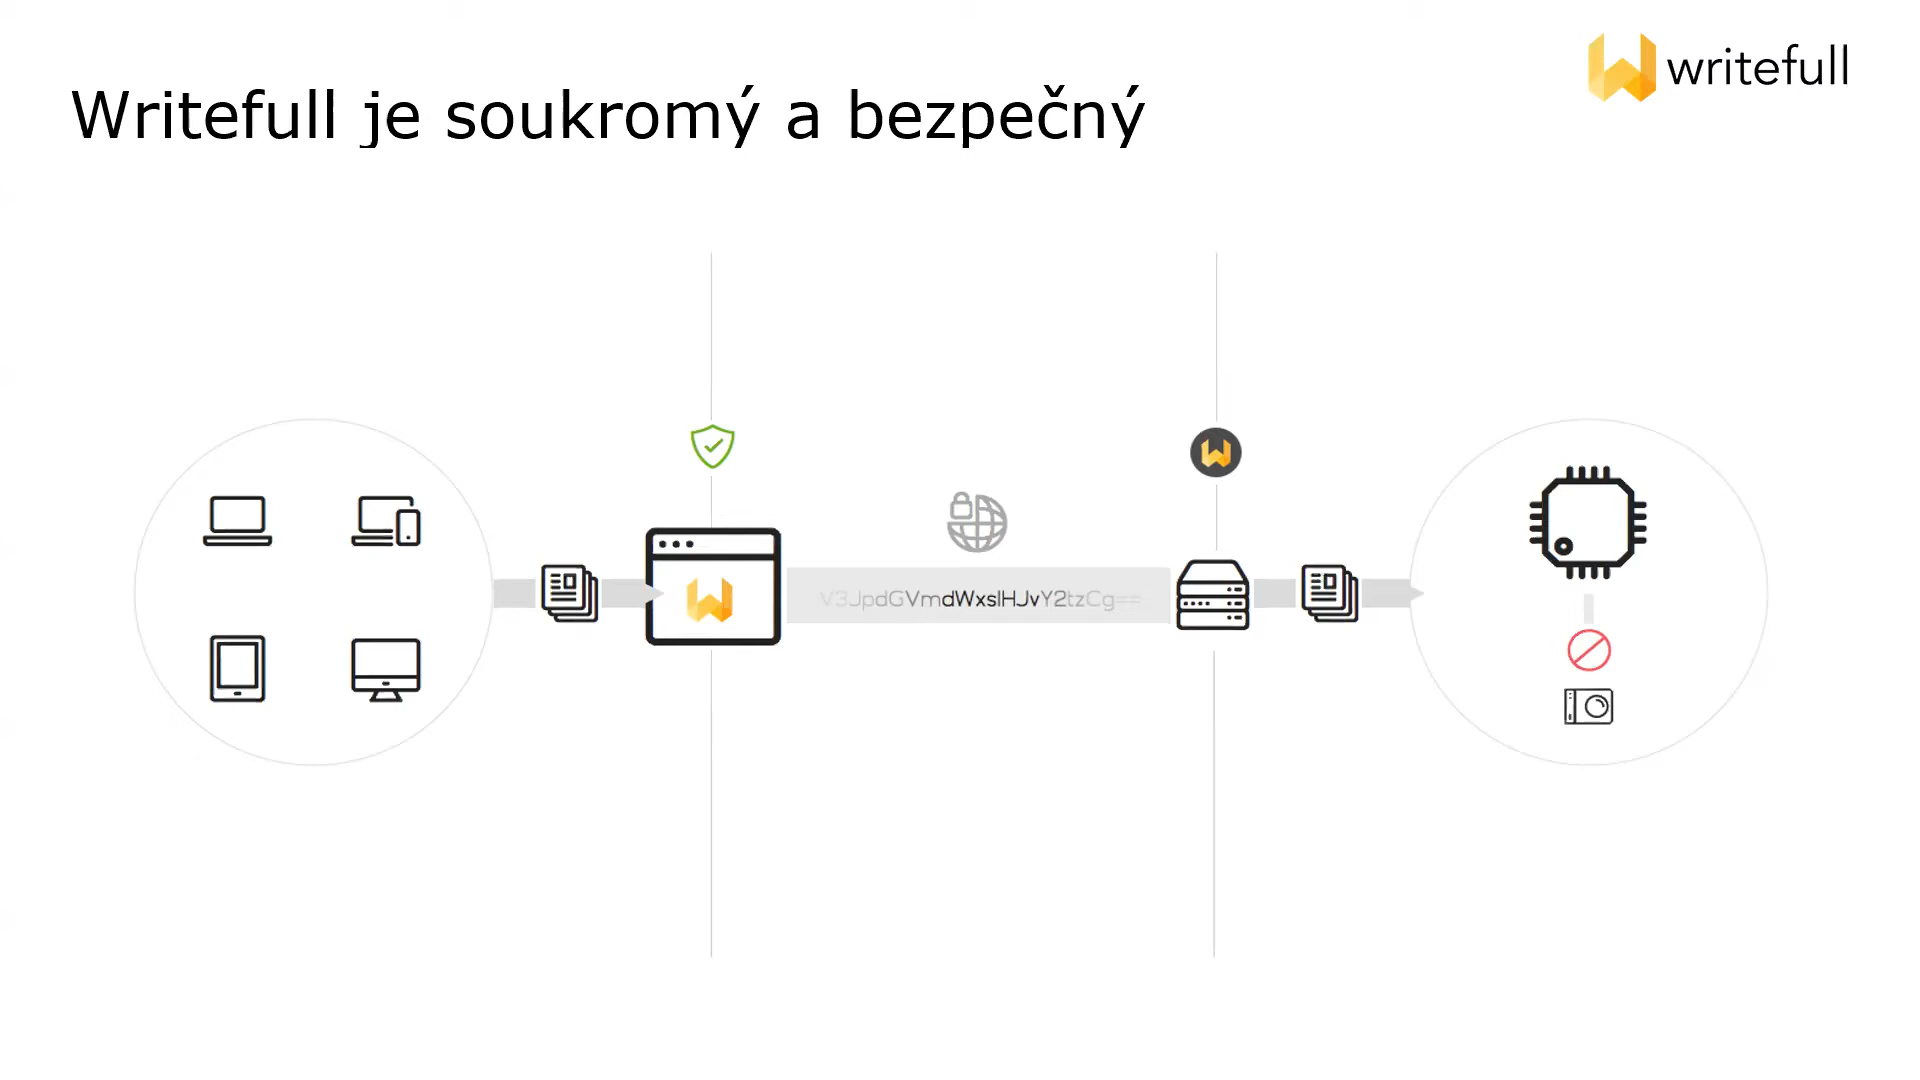 writefull
Writefull je soukromý a bezpečný
V3JpdGVmdWxsIHJvY2tzCg==